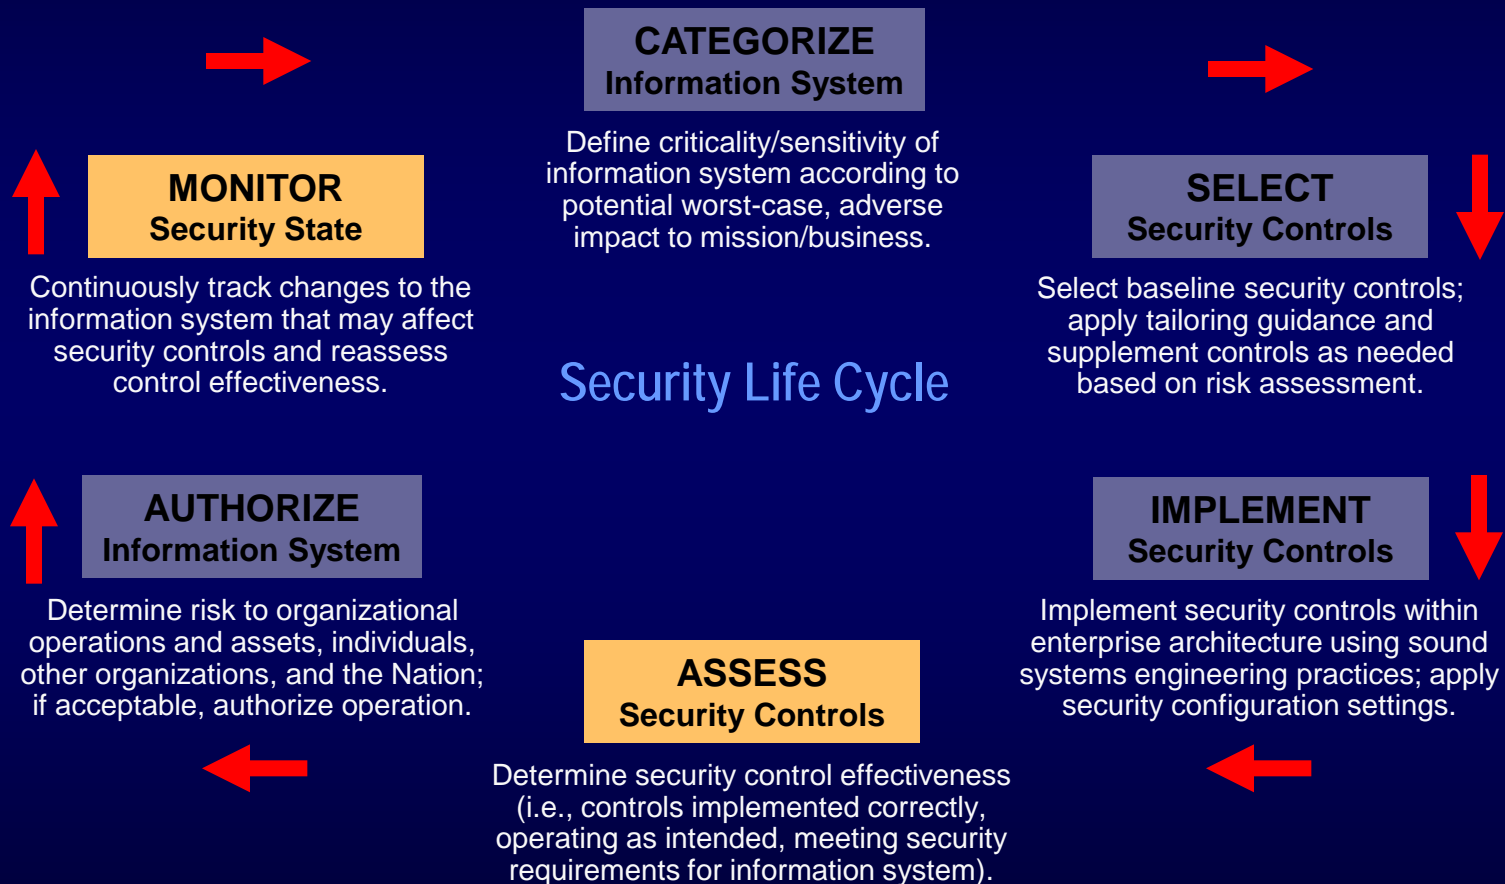 CATEGORIZE
Information System
Define criticality/sensitivity of
information system according to
potential worst-case, adverse
impact to mission/business.
MONITOR
Security State
Continuously track changes to the
information system that may affect
security controls and reassess
control effectiveness.
SELECT
Security Controls
Select baseline security controls;
apply tailoring guidance and
supplement controls as needed
based on risk assessment.
Security Life Cycle
AUTHORIZE
Information System
Determine risk to organizational
operations and assets, individuals,
other organizations, and the Nation;
if acceptable, authorize operation.
IMPLEMENT
Security Controls
Implement security controls within
enterprise architecture using sound
systems engineering practices; apply
security configuration settings.
ASSESS
Security Controls
Determine security control effectiveness
(i.e., controls implemented correctly,
operating as intended, meeting security
requirements for information system).